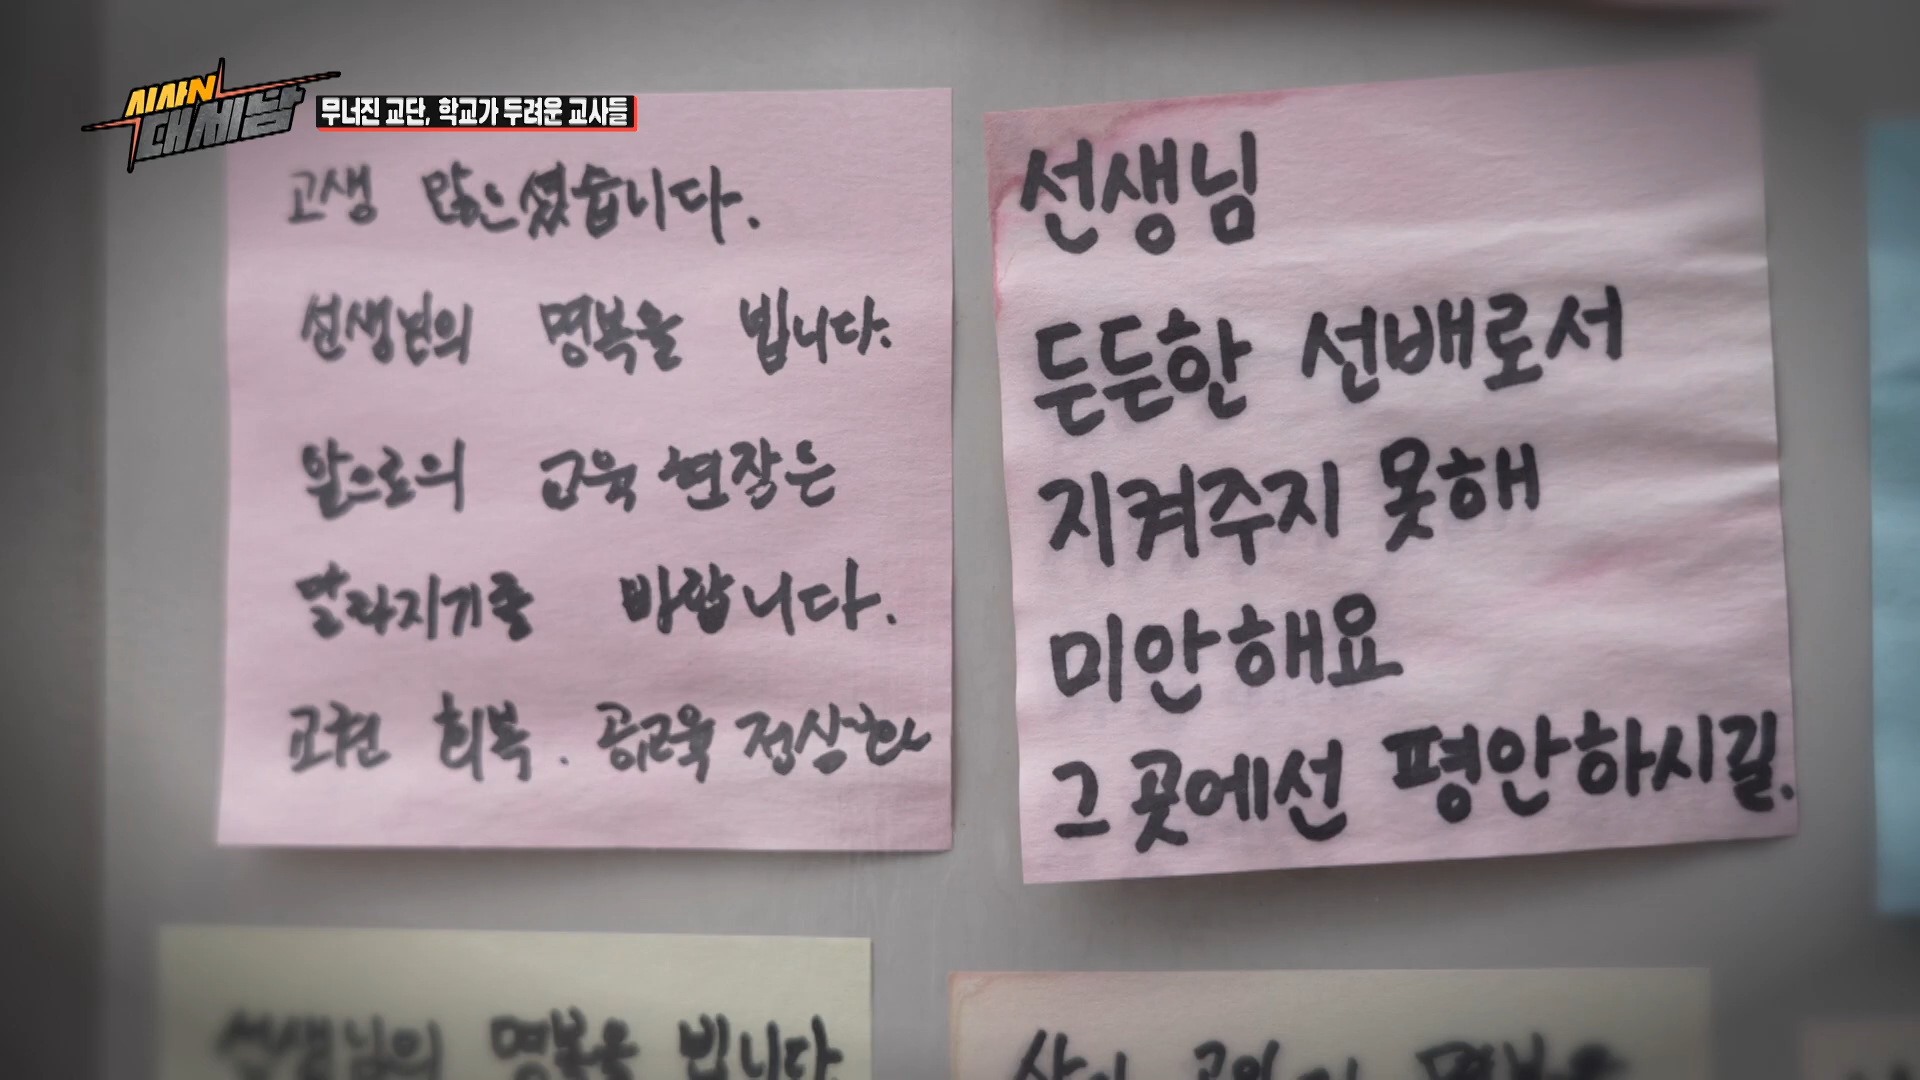 시사N
대세남
무너진 교단, 학교가 두려운 교사들
고생 많으셨습니다.
선생님의 명복을 빕니다.
앞으로의 교육 현장은
달라지기를 바랍니다.
교권 회복. 공교육 정상화
선생님
든든한 선배로서
지켜주지 못해
미안해요
그 곳에선 평안하시길.
선생님의 명복을 빕니다
명복을